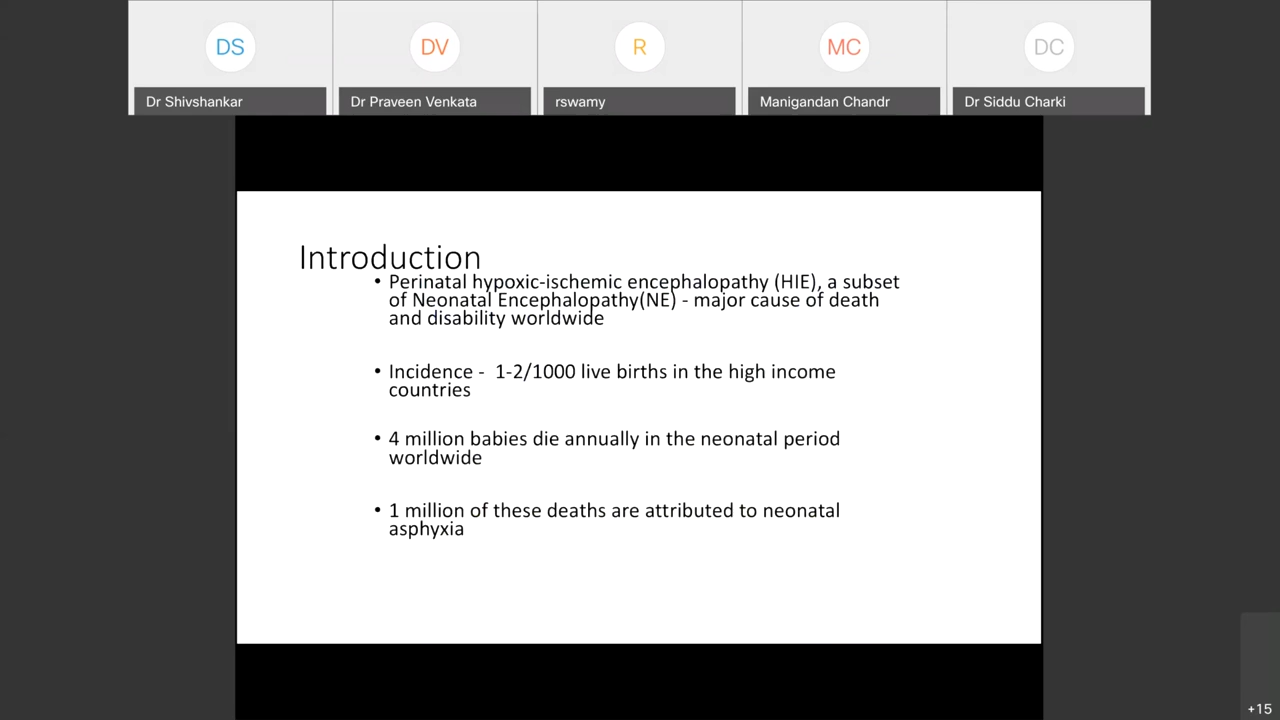 DS
DV
R
MC
DC
Dr Shivshankar
Dr Praveen Venkata
rswamy
Manigandan Chandr
Dr Siddu Charki
Introduction
• Perinatal hypoxic-ischemic encephalopathy (HIE), a subset
of Neonatal Encephalopathy(NE) - major cause of death
and disability worldwide
• Incidence - 1-2/1000 live births in the high income
countries
• 4 million babies die annually in the neonatal period
worldwide
• 1 million of these deaths are attributed to neonatal
asphyxia
+15